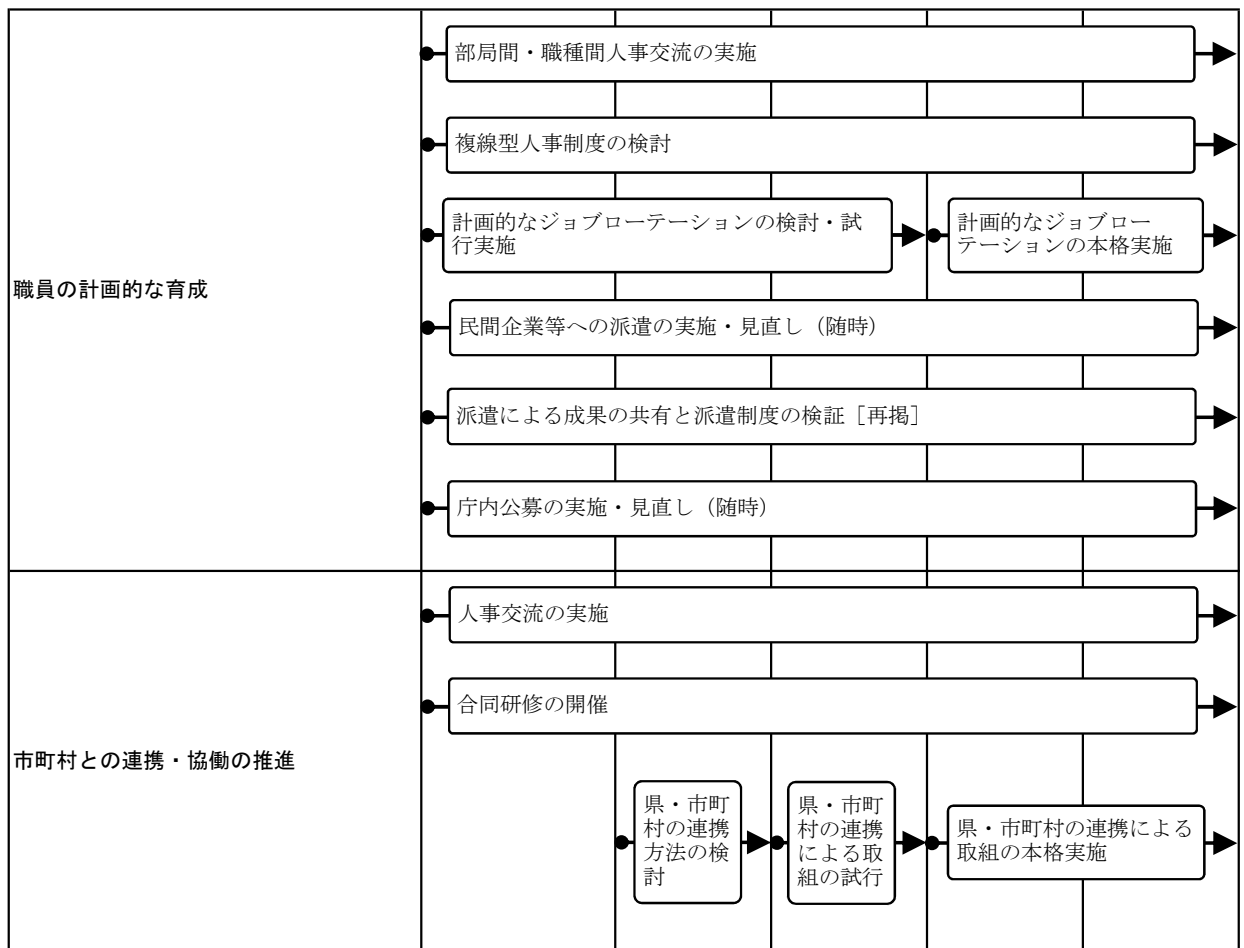 部局間・職種間人事交流の実施
複線型人事制度の検討
計画的なジョブローテーションの検討・試
行実施
計画的なジョブロー
テーションの本格実施
職員の計画的な育成
民間企業等への派遣の実施・見直し（随時）
派遣による成果の共有と派遣制度の検証［再掲］
庁内公募の実施・見直し（随時）
人事交流の実施
合同研修の開催
市町村との連携・協働の推進
県・市町
村の連携
方法の検
討
県・市町
村の連携
による取
組の試行
県・市町村の連携による
取組の本格実施